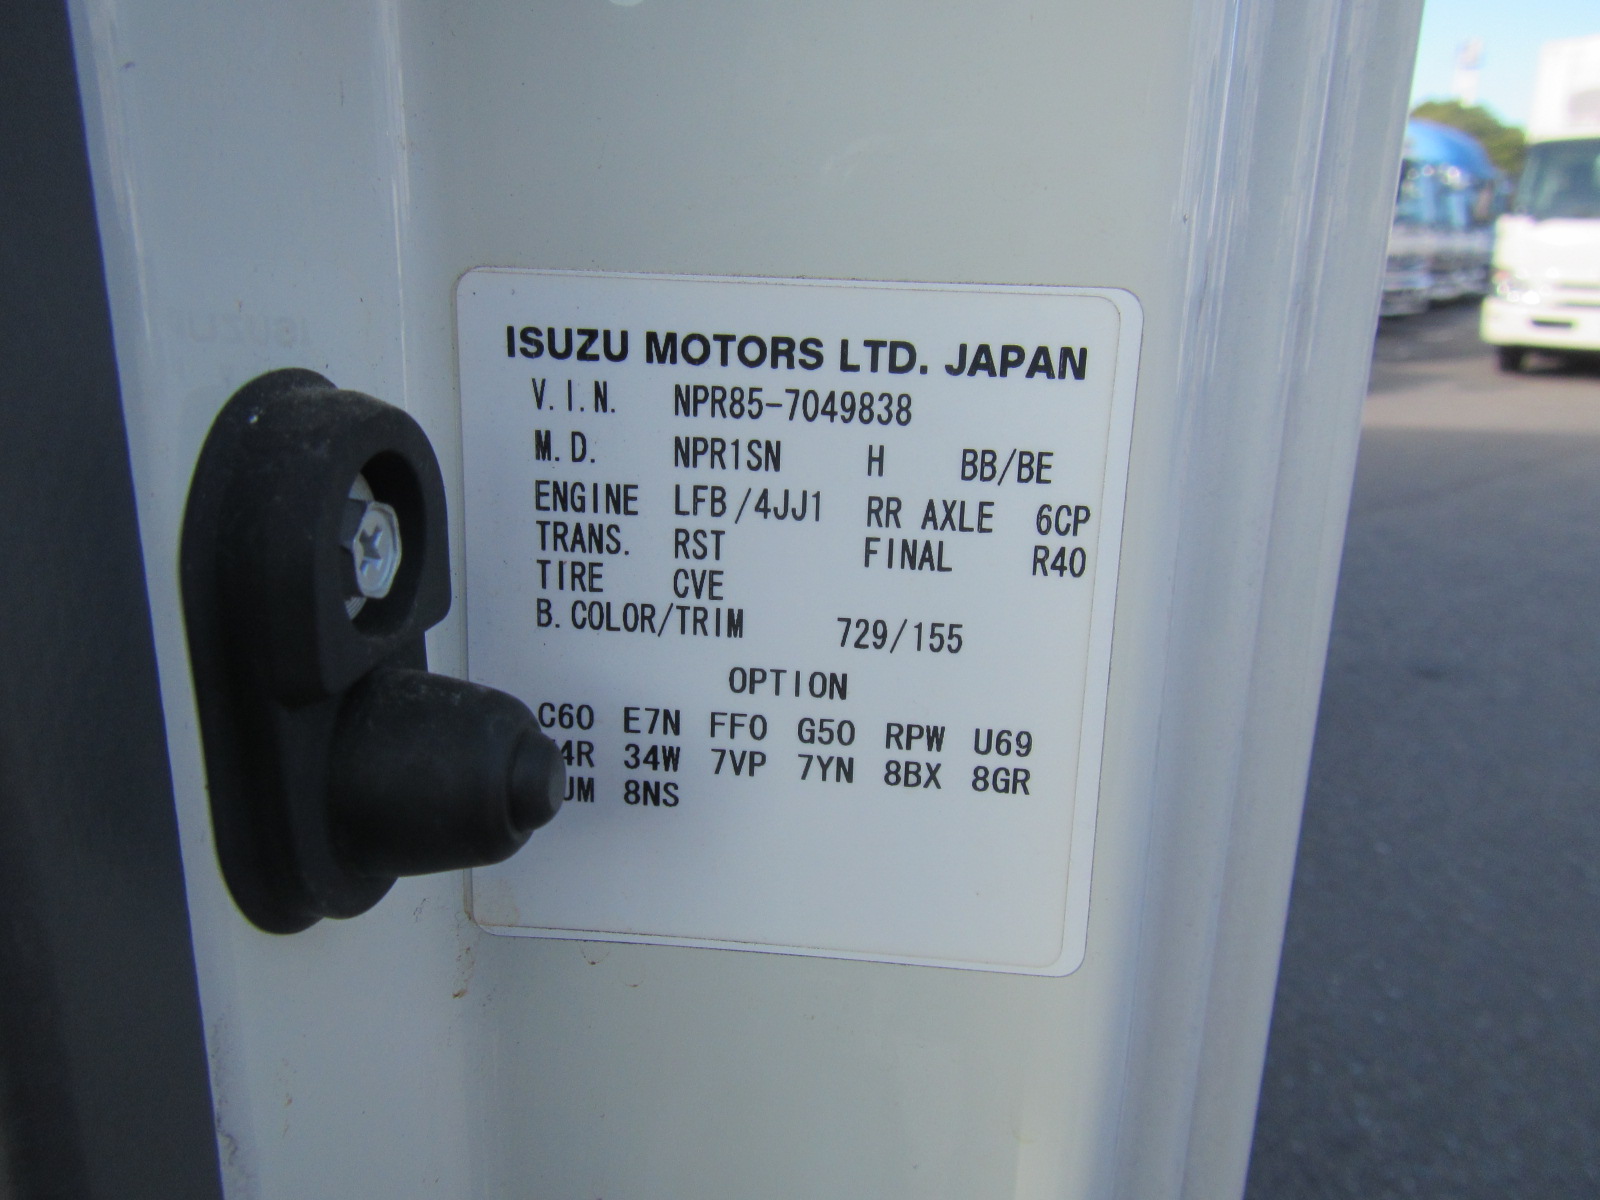 ISUZU MOTORS LTD. JAPAN
V.I.N. NPR85-7049838
M.D. NPR1SN H BB/BE
ENGINE LFB/4JJ1 RR AXLE 6CP
TRANS. RST FINAL R40
TIRE CVE
B.COLOR/TRIM 729/155
OPTION
C60 E7N FF0 G50 RPW U69
34W 7VP 7YN 8BX 8GR
8NS